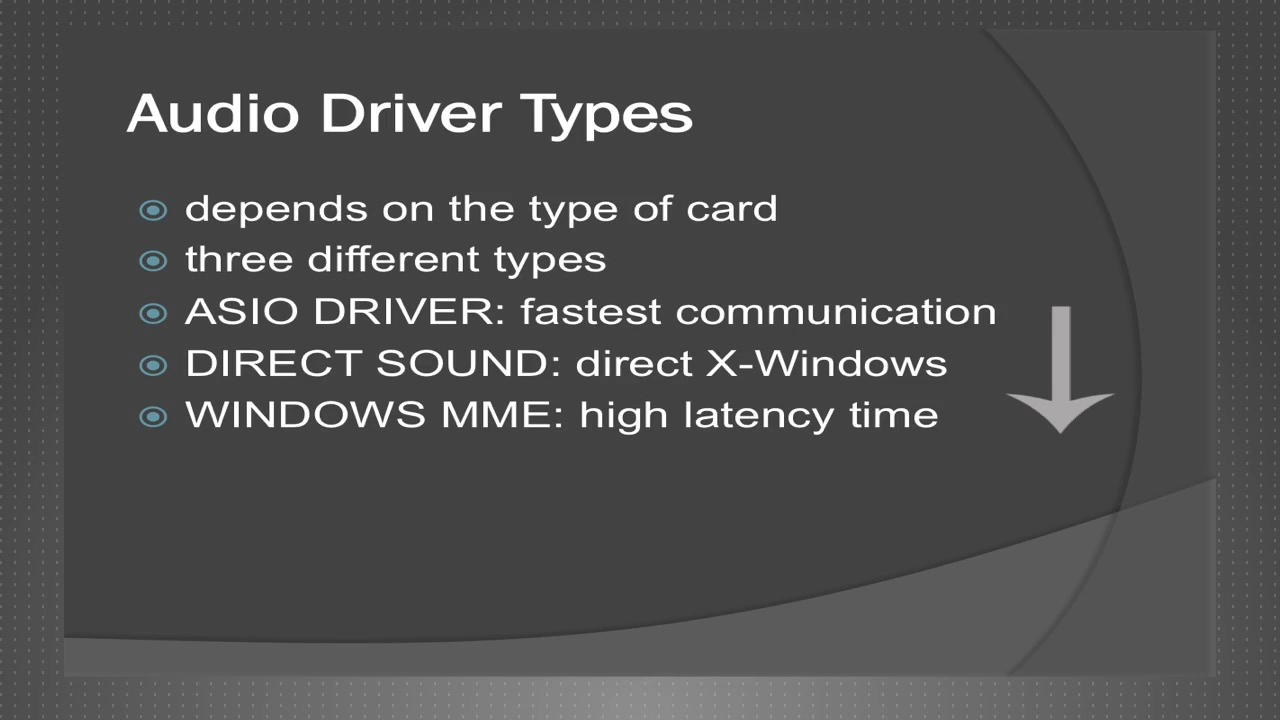 Audio Driver Types
depends on the type of card
three different types
ASIO DRIVER: fastest communication
DIRECT SOUND: direct X-Windows
WINDOWS MME: high latency time